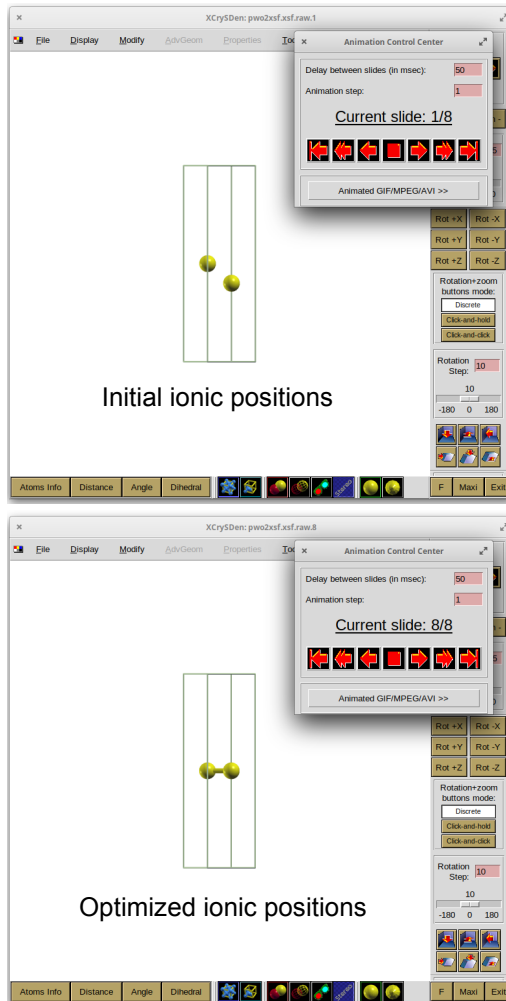 XCrySDen: pwo2xsf.xsf.raw.1
File Display Modify AdvGeom Properties
Animation Control Center
Delay between slides (in msec): 50
Animation step: 1
Current slide: 1/8
Animated GIF/MPEG/AVI >>
Rot +X Rot -X
Rot +Y Rot -Y
Rot +Z Rot -Z
Rotation+zoom
buttons mode:
Discrete
Click-and-hold
Click-and-click
Rotation
Step: 10
10
-180 0 180
Initial ionic positions
Atoms Info Distance Angle Dihedral Stereo F Maxi Exit
XCrySDen: pwo2xsf.xsf.raw.8
File Display Modify AdvGeom Properties
Animation Control Center
Delay between slides (in msec): 50
Animation step: 1
Current slide: 8/8
Animated GIF/MPEG/AVI >>
Rot +X Rot -X
Rot +Y Rot -Y
Rot +Z Rot -Z
Rotation+zoom
buttons mode:
Discrete
Click-and-hold
Click-and-click
Rotation
Step: 10
10
-180 0 180
Optimized ionic positions
Atoms Info Distance Angle Dihedral Stereo F Maxi Exit